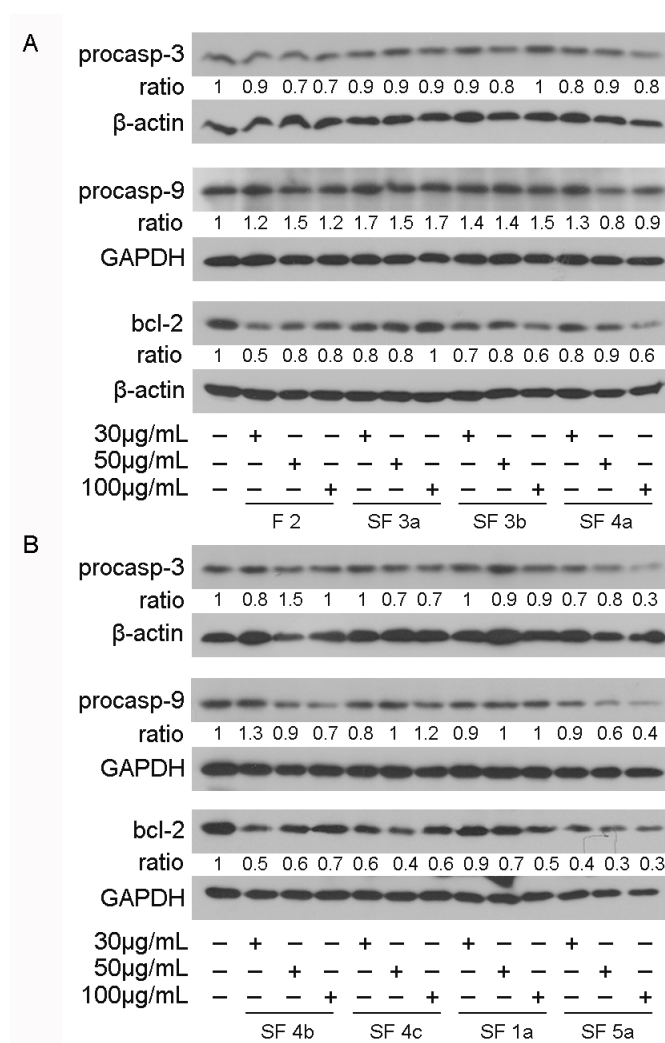 A
procasp-3
ratio 1 0.9 0.7 0.7 0.9 0.9 0.9 0.9 0.8 1 0.8 0.9 0.8
β-actin
procasp-9
ratio 1 1.2 1.5 1.2 1.7 1.5 1.7 1.4 1.4 1.5 1.3 0.8 0.9
GAPDH
bcl-2
ratio 1 0.5 0.8 0.8 0.8 0.8 1 0.7 0.8 0.6 0.8 0.9 0.6
β-actin
30µg/mL – + – – + – – + – – + – –
50µg/mL – – + – – + – – + – – + –
100µg/mL – – – + – – + – – + – – +
F 2 SF 3a SF 3b SF 4a
B
procasp-3
ratio 1 0.8 1.5 1 1 0.7 0.7 1 0.9 0.9 0.7 0.8 0.3
β-actin
procasp-9
ratio 1 1.3 0.9 0.7 0.8 1 1.2 0.9 1 1 0.9 0.6 0.4
GAPDH
bcl-2
ratio 1 0.5 0.6 0.7 0.6 0.4 0.6 0.9 0.7 0.5 0.4 0.3 0.3
GAPDH
30µg/mL – + – – + – – + – – + – –
50µg/mL – – + – – + – – + – – + –
100µg/mL – – – + – – + – – + – – +
SF 4b SF 4c SF 1a SF 5a